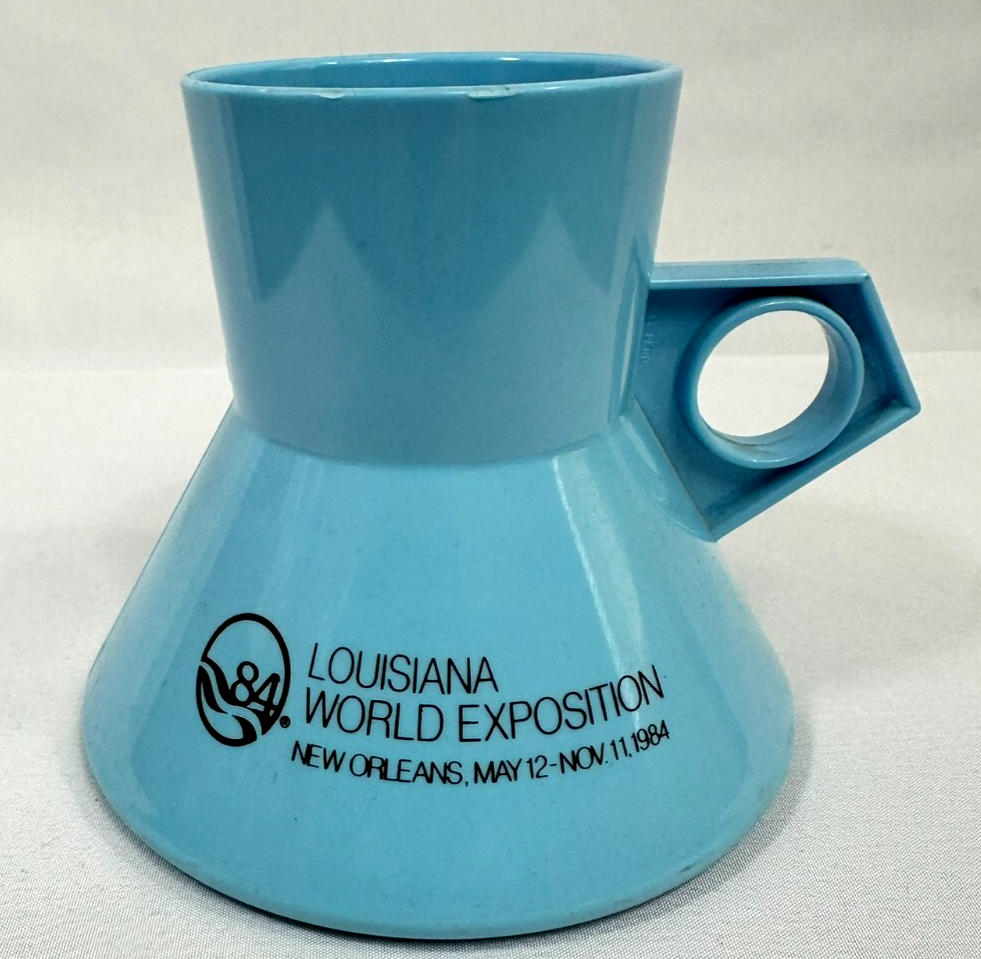 84®
LOUISIANA
WORLD EXPOSITION
NEW ORLEANS, MAY 12-NOV. 11, 1984